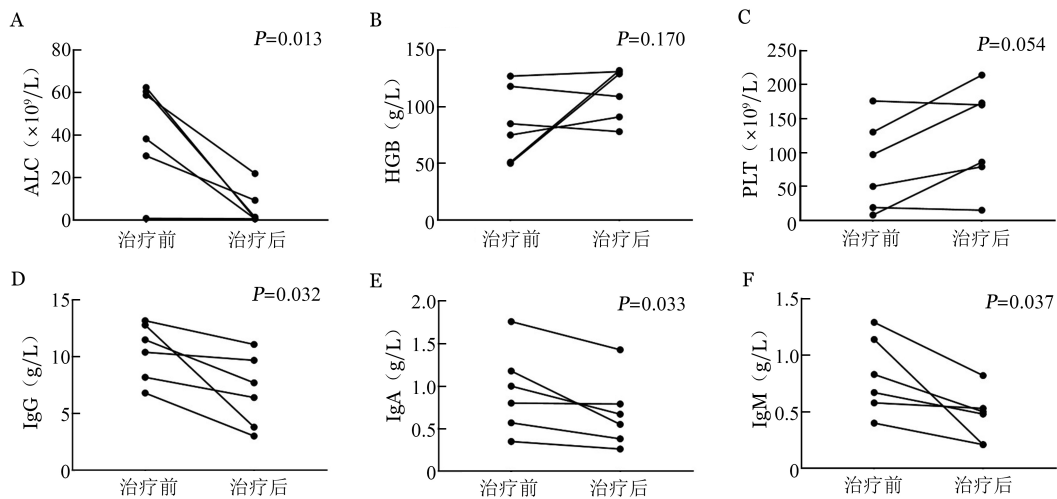 A
P=0.013
ALC（×10⁹/L）
80
60
40
20
0
治疗前 治疗后
B
P=0.170
HGB（g/L）
150
100
50
0
治疗前 治疗后
C
P=0.054
PLT（×10⁹/L）
250
200
150
100
50
0
治疗前 治疗后
D
P=0.032
IgG（g/L）
15
10
5
0
治疗前 治疗后
E
P=0.033
IgA（g/L）
2.0
1.5
1.0
0.5
0
治疗前 治疗后
F
P=0.037
IgM（g/L）
1.5
1.0
0.5
0.0
治疗前 治疗后